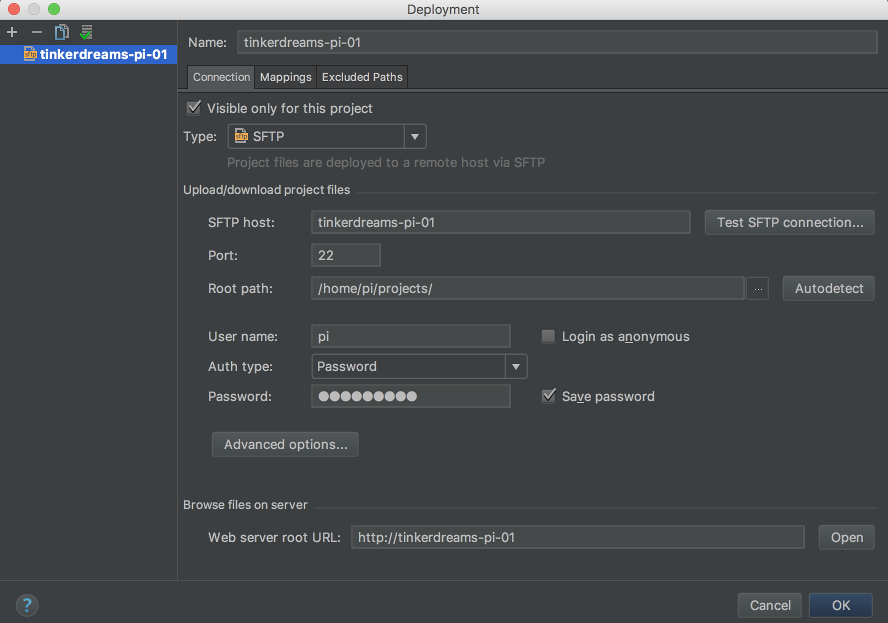 Deployment
tinkerdreams-pi-01
Name: tinkerdreams-pi-01
Connection Mappings Excluded Paths
Visible only for this project
Type: SFTP
Project files are deployed to a remote host via SFTP
Upload/download project files
SFTP host: tinkerdreams-pi-01 Test SFTP connection...
Port: 22
Root path: /home/pi/projects/ ... Autodetect
User name: pi Login as anonymous
Auth type: Password
Password: ●●●●●●●●● Save password
Advanced options...
Browse files on server
Web server root URL: http://tinkerdreams-pi-01 Open
? Cancel OK